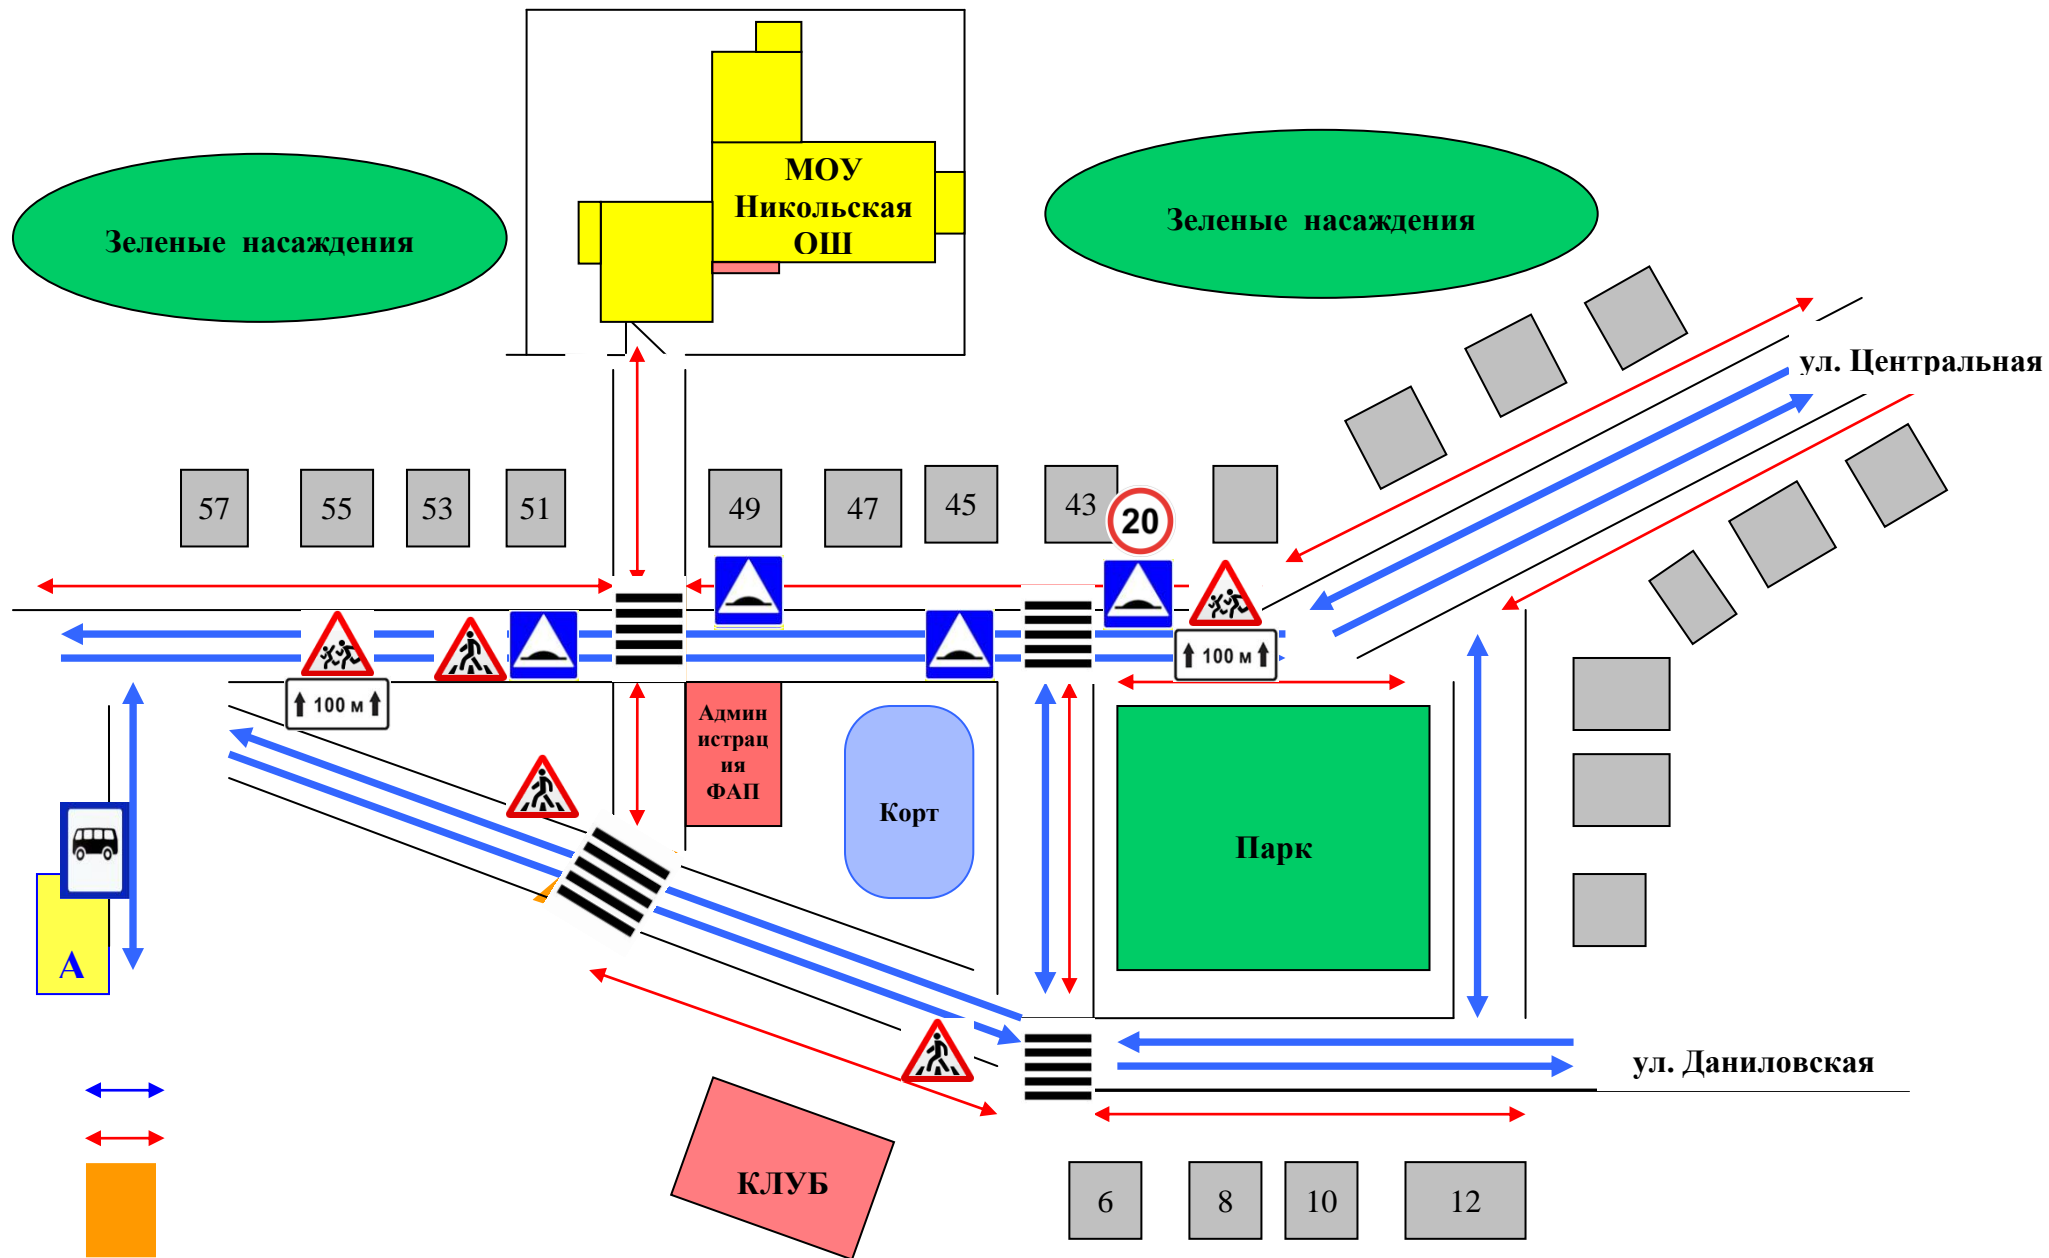 МОУ
Никольская
ОШ
Зеленые насаждения
Зеленые насаждения
ул. Центральная
57
55
53
51
49
47
45
43
20
100 м
100 м
Админ
истрац
ия
ФАП
Корт
Парк
А
ул. Даниловская
КЛУБ
6
8
10
12